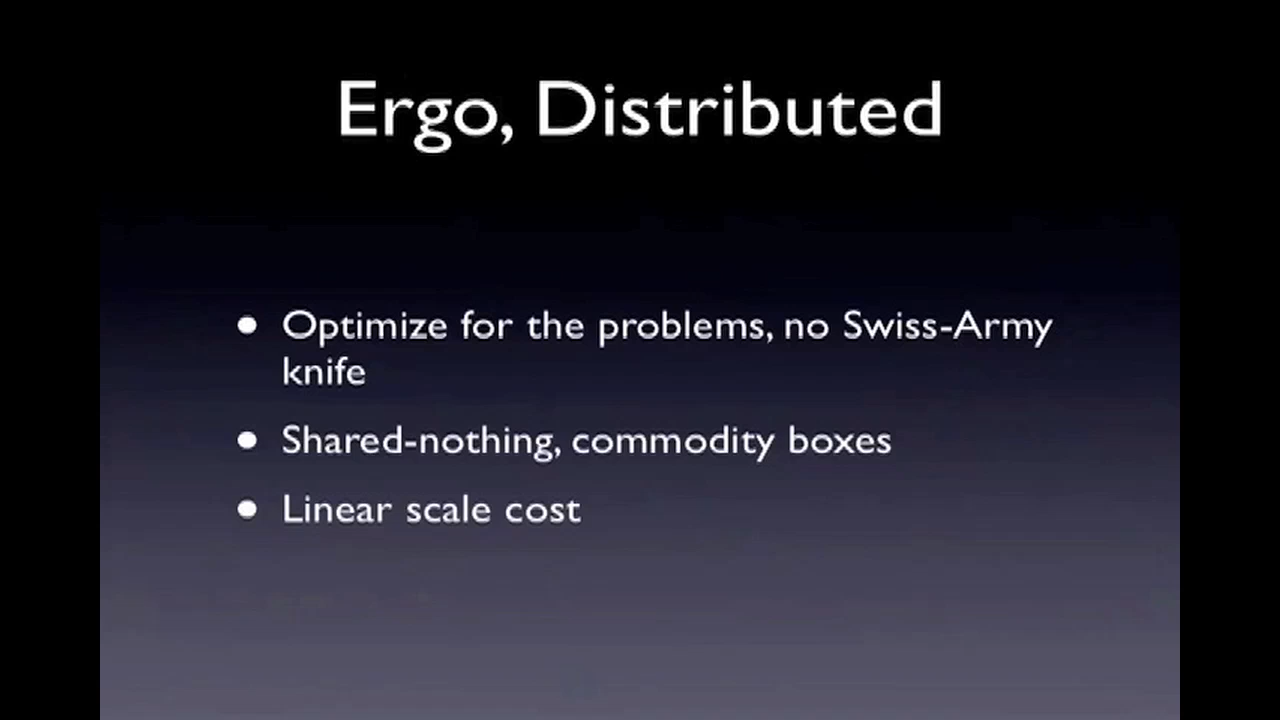 Ergo, Distributed
● Optimize for the problems, no Swiss-Army
knife
● Shared-nothing, commodity boxes
● Linear scale cost